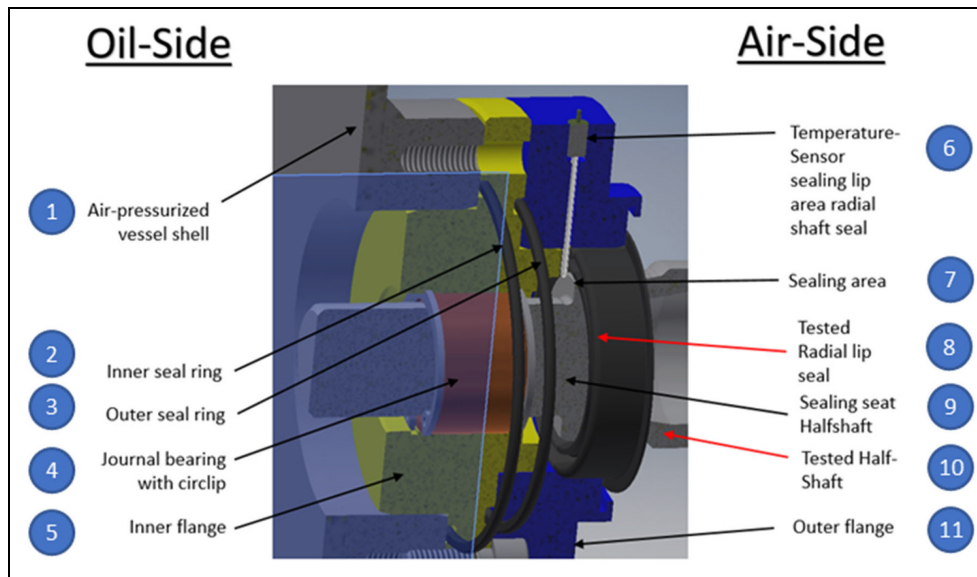 Oil-Side
Air-Side
1
Air-pressurized
vessel shell
2
Inner seal ring
3
Outer seal ring
4
Journal bearing
with circlip
5
Inner flange
Temperature-
Sensor
sealing lip
area radial
shaft seal
6
Sealing area
7
Tested
Radial lip
seal
8
Sealing seat
Halfshaft
9
Tested Half-
Shaft
10
Outer flange
11